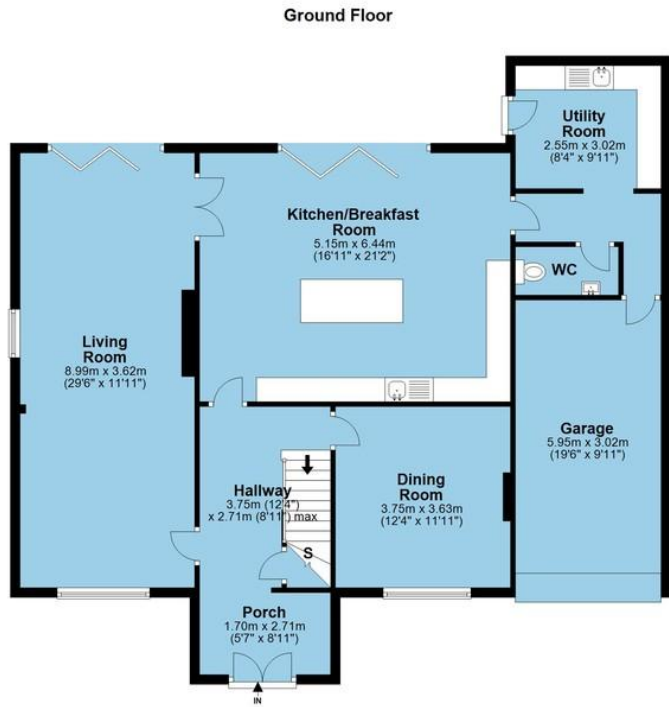 Ground Floor
Utility
Room
2.55m x 3.02m
(8'4" x 9'11")
Kitchen/Breakfast
Room
5.15m x 6.44m
(16'11" x 21'2")
WC
Living
Room
8.99m x 3.62m
(29'6" x 11'11")
Garage
5.95m x 3.02m
(19'6" x 9'11")
Hallway
3.75m (12'4")
x 2.71m (8'11") max
Dining
Room
3.75m x 3.63m
(12'4" x 11'11")
S
Porch
1.70m x 2.71m
(5'7" x 8'11")
IN